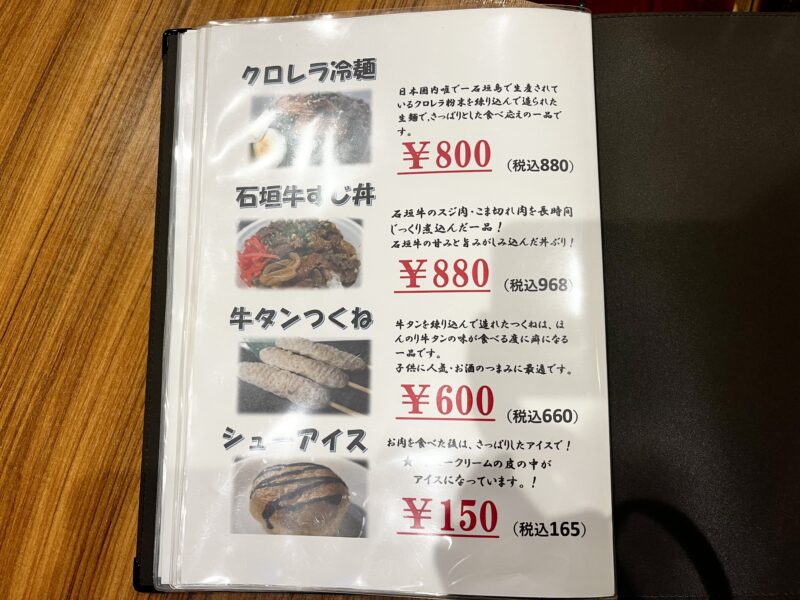 クロレラ冷麺
日本国内唯で一石垣島で生産されて
いるクロレラ粉末を練り込んで造られた
生麺で、さっぱりとした食べ応えの一品で
す。
¥800 (税込880)
石垣牛すじ丼
石垣牛のスジ肉・こま切れ肉を長時間
じっくり煮込んだ一品！
石垣牛の甘みと旨みがしみ込んだ丼ぶり！
¥880 (税込968)
牛タンつくね
牛タンを練り込んで造れたつくねは、ほ
んのり牛タンの味が食べる度に癖になる
一品です。
子供に人気・お酒のつまみに最適です。
¥600 (税込660)
シューアイス
お肉を食べた後は、さっぱりしたアイスで！
★ークリームの皮の中が
アイスになっています。！
¥150 (税込165)